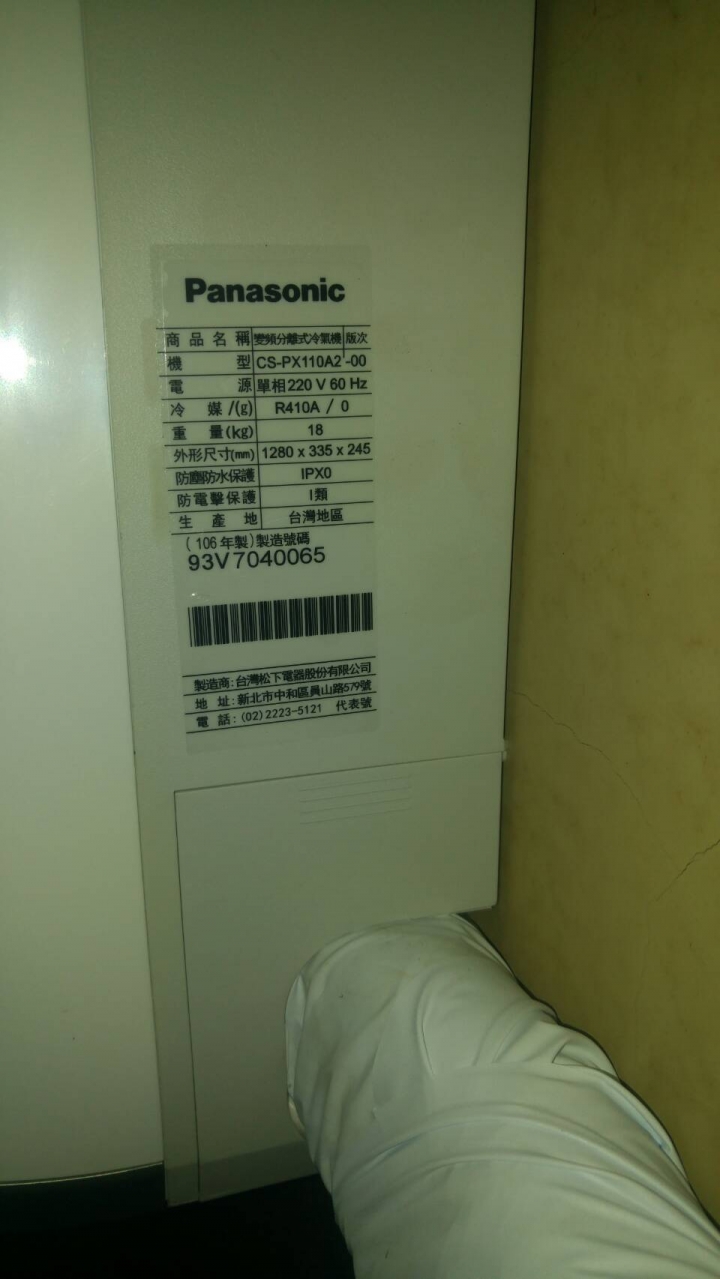 Panasonic
商品名稱 變頻分離式冷氣機 版次
機型 CS-PX110A2 -00
電源 單相220 V 60 Hz
冷媒/(g) R410A / 0
重量(kg) 18
外形尺寸(mm) 1280 x 335 x 245
防塵防水保護 IPX0
防電擊保護 I類
生產地 台灣地區
(106年製)製造號碼
93V7040065
製造商:台灣松下電器股份有限公司
地址:新北市中和區員山路579號
電話:(02)2223-5121 代表號